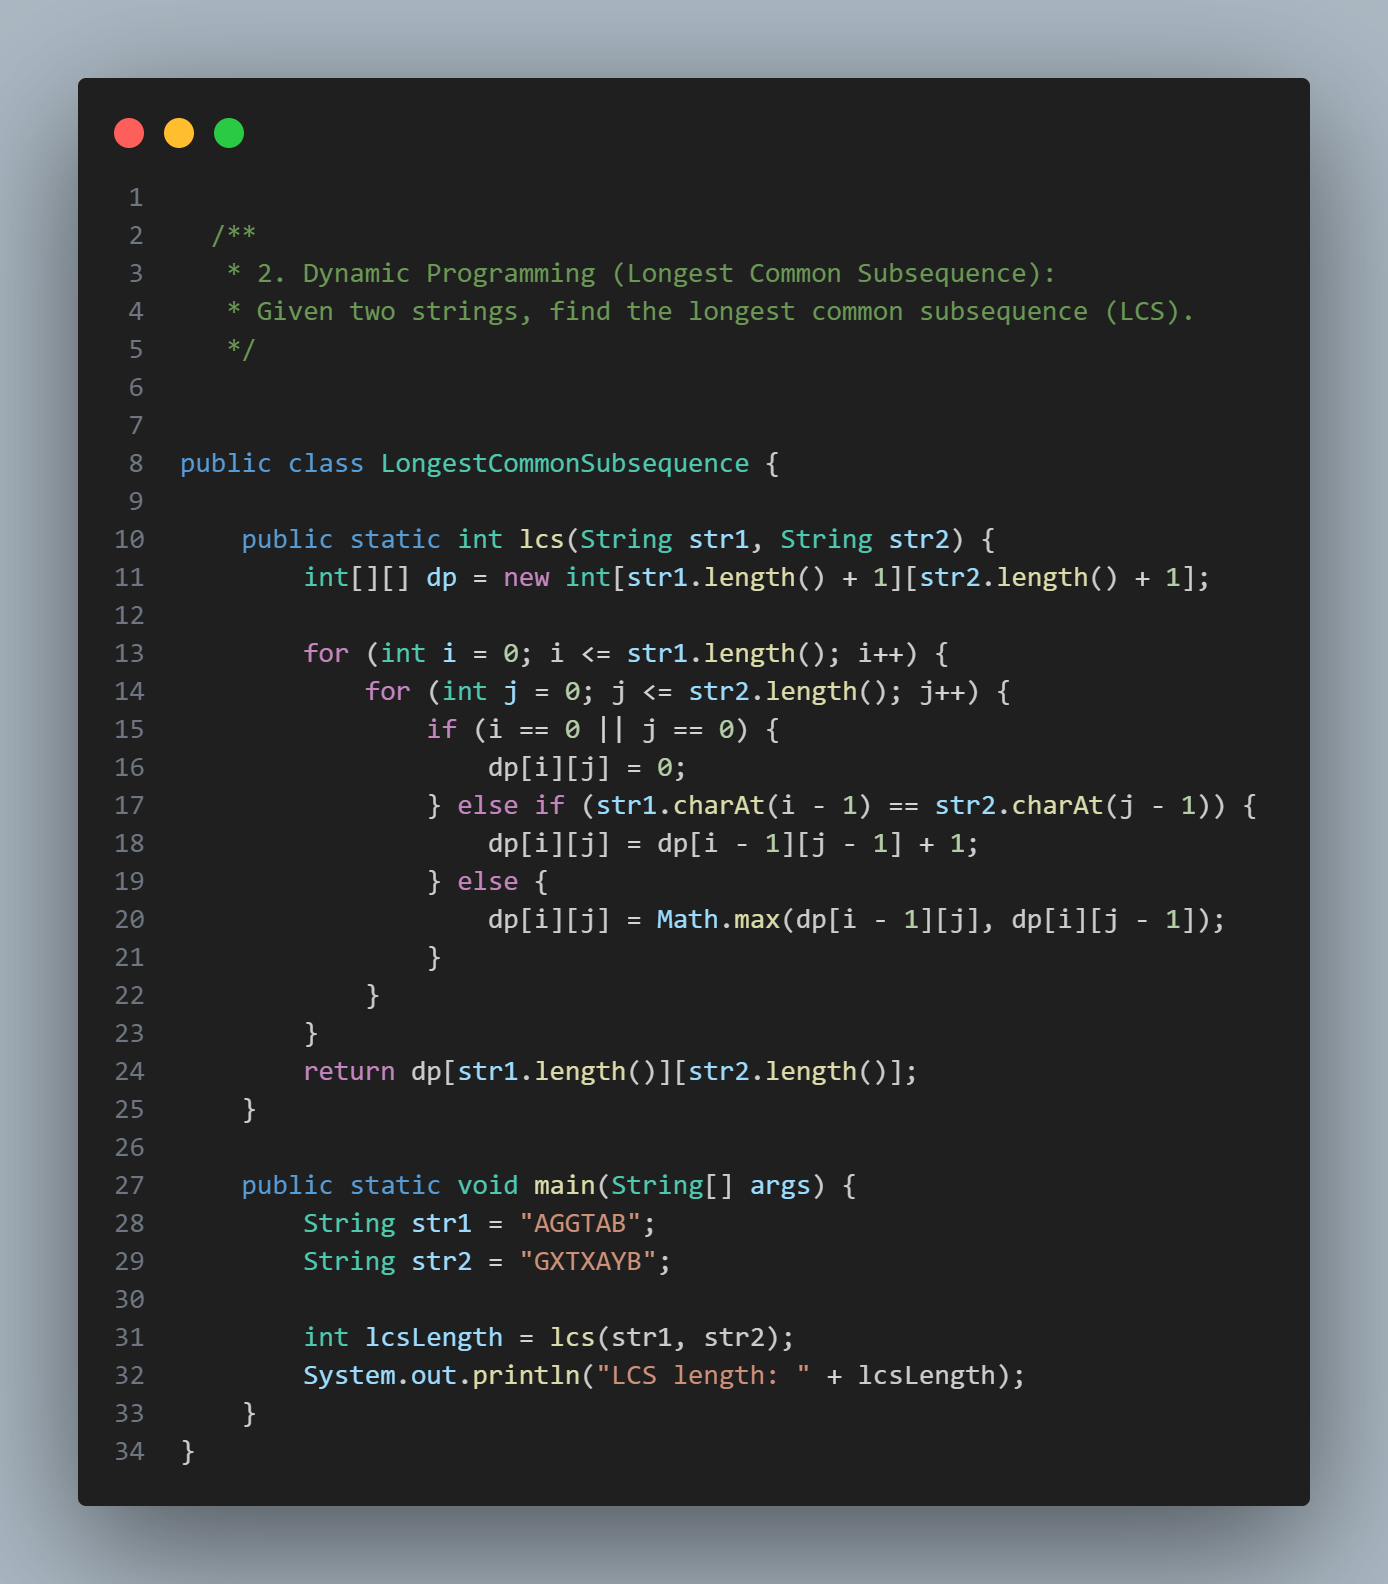 1
2 /**
3 * 2. Dynamic Programming (Longest Common Subsequence):
4 * Given two strings, find the longest common subsequence (LCS).
5 */
6
7
8 public class LongestCommonSubsequence {
9
10 public static int lcs(String str1, String str2) {
11 int[][] dp = new int[str1.length() + 1][str2.length() + 1];
12
13 for (int i = 0; i <= str1.length(); i++) {
14 for (int j = 0; j <= str2.length(); j++) {
15 if (i == 0 || j == 0) {
16 dp[i][j] = 0;
17 } else if (str1.charAt(i - 1) == str2.charAt(j - 1)) {
18 dp[i][j] = dp[i - 1][j - 1] + 1;
19 } else {
20 dp[i][j] = Math.max(dp[i - 1][j], dp[i][j - 1]);
21 }
22 }
23 }
24 return dp[str1.length()][str2.length()];
25 }
26
27 public static void main(String[] args) {
28 String str1 = "AGGTAB";
29 String str2 = "GXTXAYB";
30
31 int lcsLength = lcs(str1, str2);
32 System.out.println("LCS length: " + lcsLength);
33 }
34 }